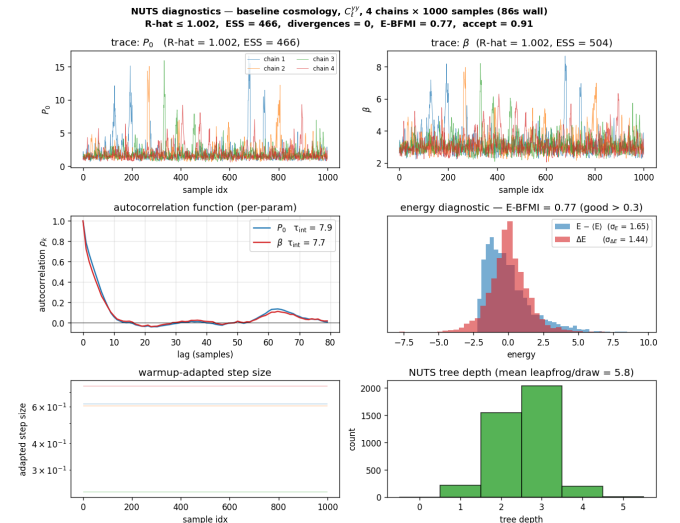 NUTS diagnostics — baseline cosmology, C_ℓ^yy, 4 chains × 1000 samples (86s wall)
R-hat ≤ 1.002, ESS = 466, divergences = 0, E-BFMI = 0.77, accept = 0.91
trace: P₀ (R-hat = 1.002, ESS = 466)
15
10
5
0
P₀
chain 1
chain 2
chain 3
chain 4
0 200 400 600 800 1000
sample idx
trace: β (R-hat = 1.002, ESS = 504)
8
6
4
2
β
0 200 400 600 800 1000
sample idx
autocorrelation function (per-param)
1.0
0.8
0.6
0.4
0.2
0.0
autocorrelation ρₖ
P₀ τ_int = 7.9
β τ_int = 7.7
0 10 20 30 40 50 60 70 80
lag (samples)
energy diagnostic — E-BFMI = 0.77 (good > 0.3)
E − ⟨E⟩ (σ_E = 1.65)
ΔE (σ_ΔE = 1.44)
−7.5 −5.0 −2.5 0.0 2.5 5.0 7.5 10.0
energy
warmup-adapted step size
6 × 10⁻¹
4 × 10⁻¹
3 × 10⁻¹
adapted step size
0 200 400 600 800 1000
sample idx
NUTS tree depth (mean leapfrog/draw = 5.8)
2000
1500
1000
500
0
count
0 1 2 3 4 5
tree depth